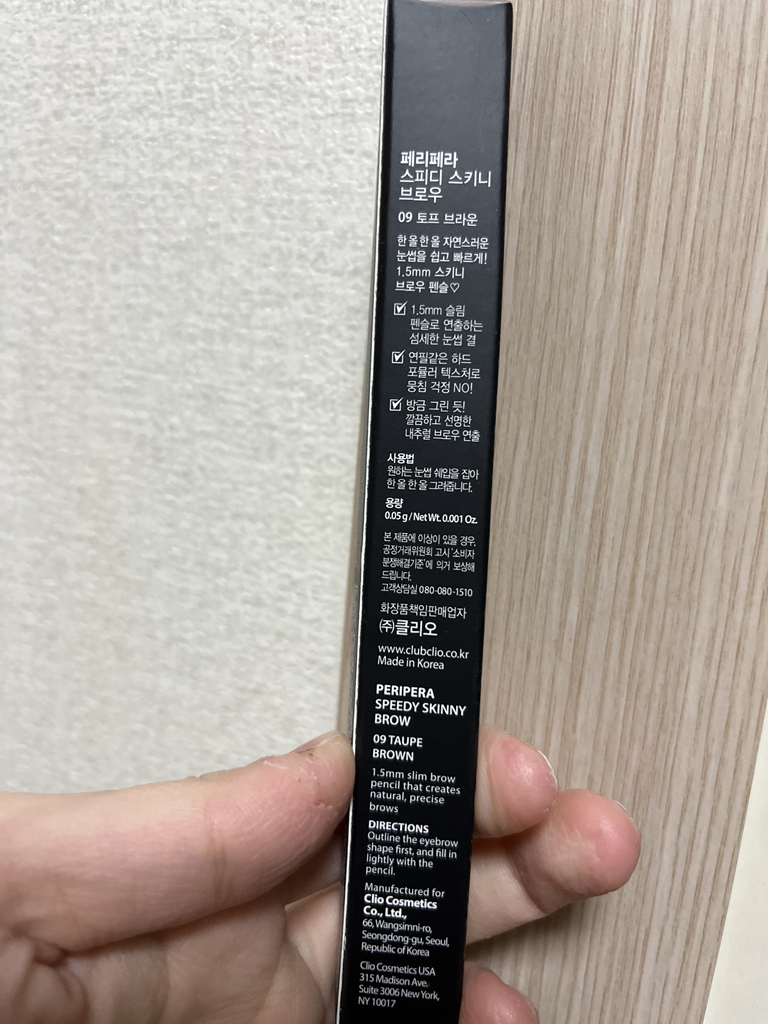 페리페라
스피디 스키니
브로우
09 토프 브라운
한 올 한 올 자연스러운
눈썹을 쉽고 빠르게!
1.5mm 스키니
브로우 펜슬♡
☑ 1.5mm 슬림
펜슬로 연출하는
섬세한 눈썹 결
☑ 연필같은 하드
포뮬러 텍스처로
뭉침 걱정 NO!
☑ 방금 그린 듯!
깔끔하고 선명한
내추럴 브로우 연출
사용법
원하는 눈썹 쉐입을 잡아
한 올 한 올 그려줍니다.
용량
0.05 g / Net Wt. 0.001 Oz.
본 제품에 이상이 있을 경우,
공정거래위원회 고시 '소비자
분쟁해결기준'에 의거 보상해
드립니다.
고객상담실 080-080-1510
화장품책임판매업자
㈜클리오
www.clubclio.co.kr
Made in Korea
PERIPERA
SPEEDY SKINNY
BROW
09 TAUPE
BROWN
1.5mm slim brow
pencil that creates
natural, precise
brows
DIRECTIONS
Outline the eyebrow
shape first, and fill in
lightly with the
pencil.
Manufactured for
Clio Cosmetics
Co., Ltd.,
66, Wangsimni-ro,
Seongdong-gu, Seoul,
Republic of Korea
Clio Cosmetics USA
315 Madison Ave.
Suite 3006 New York,
NY 10017